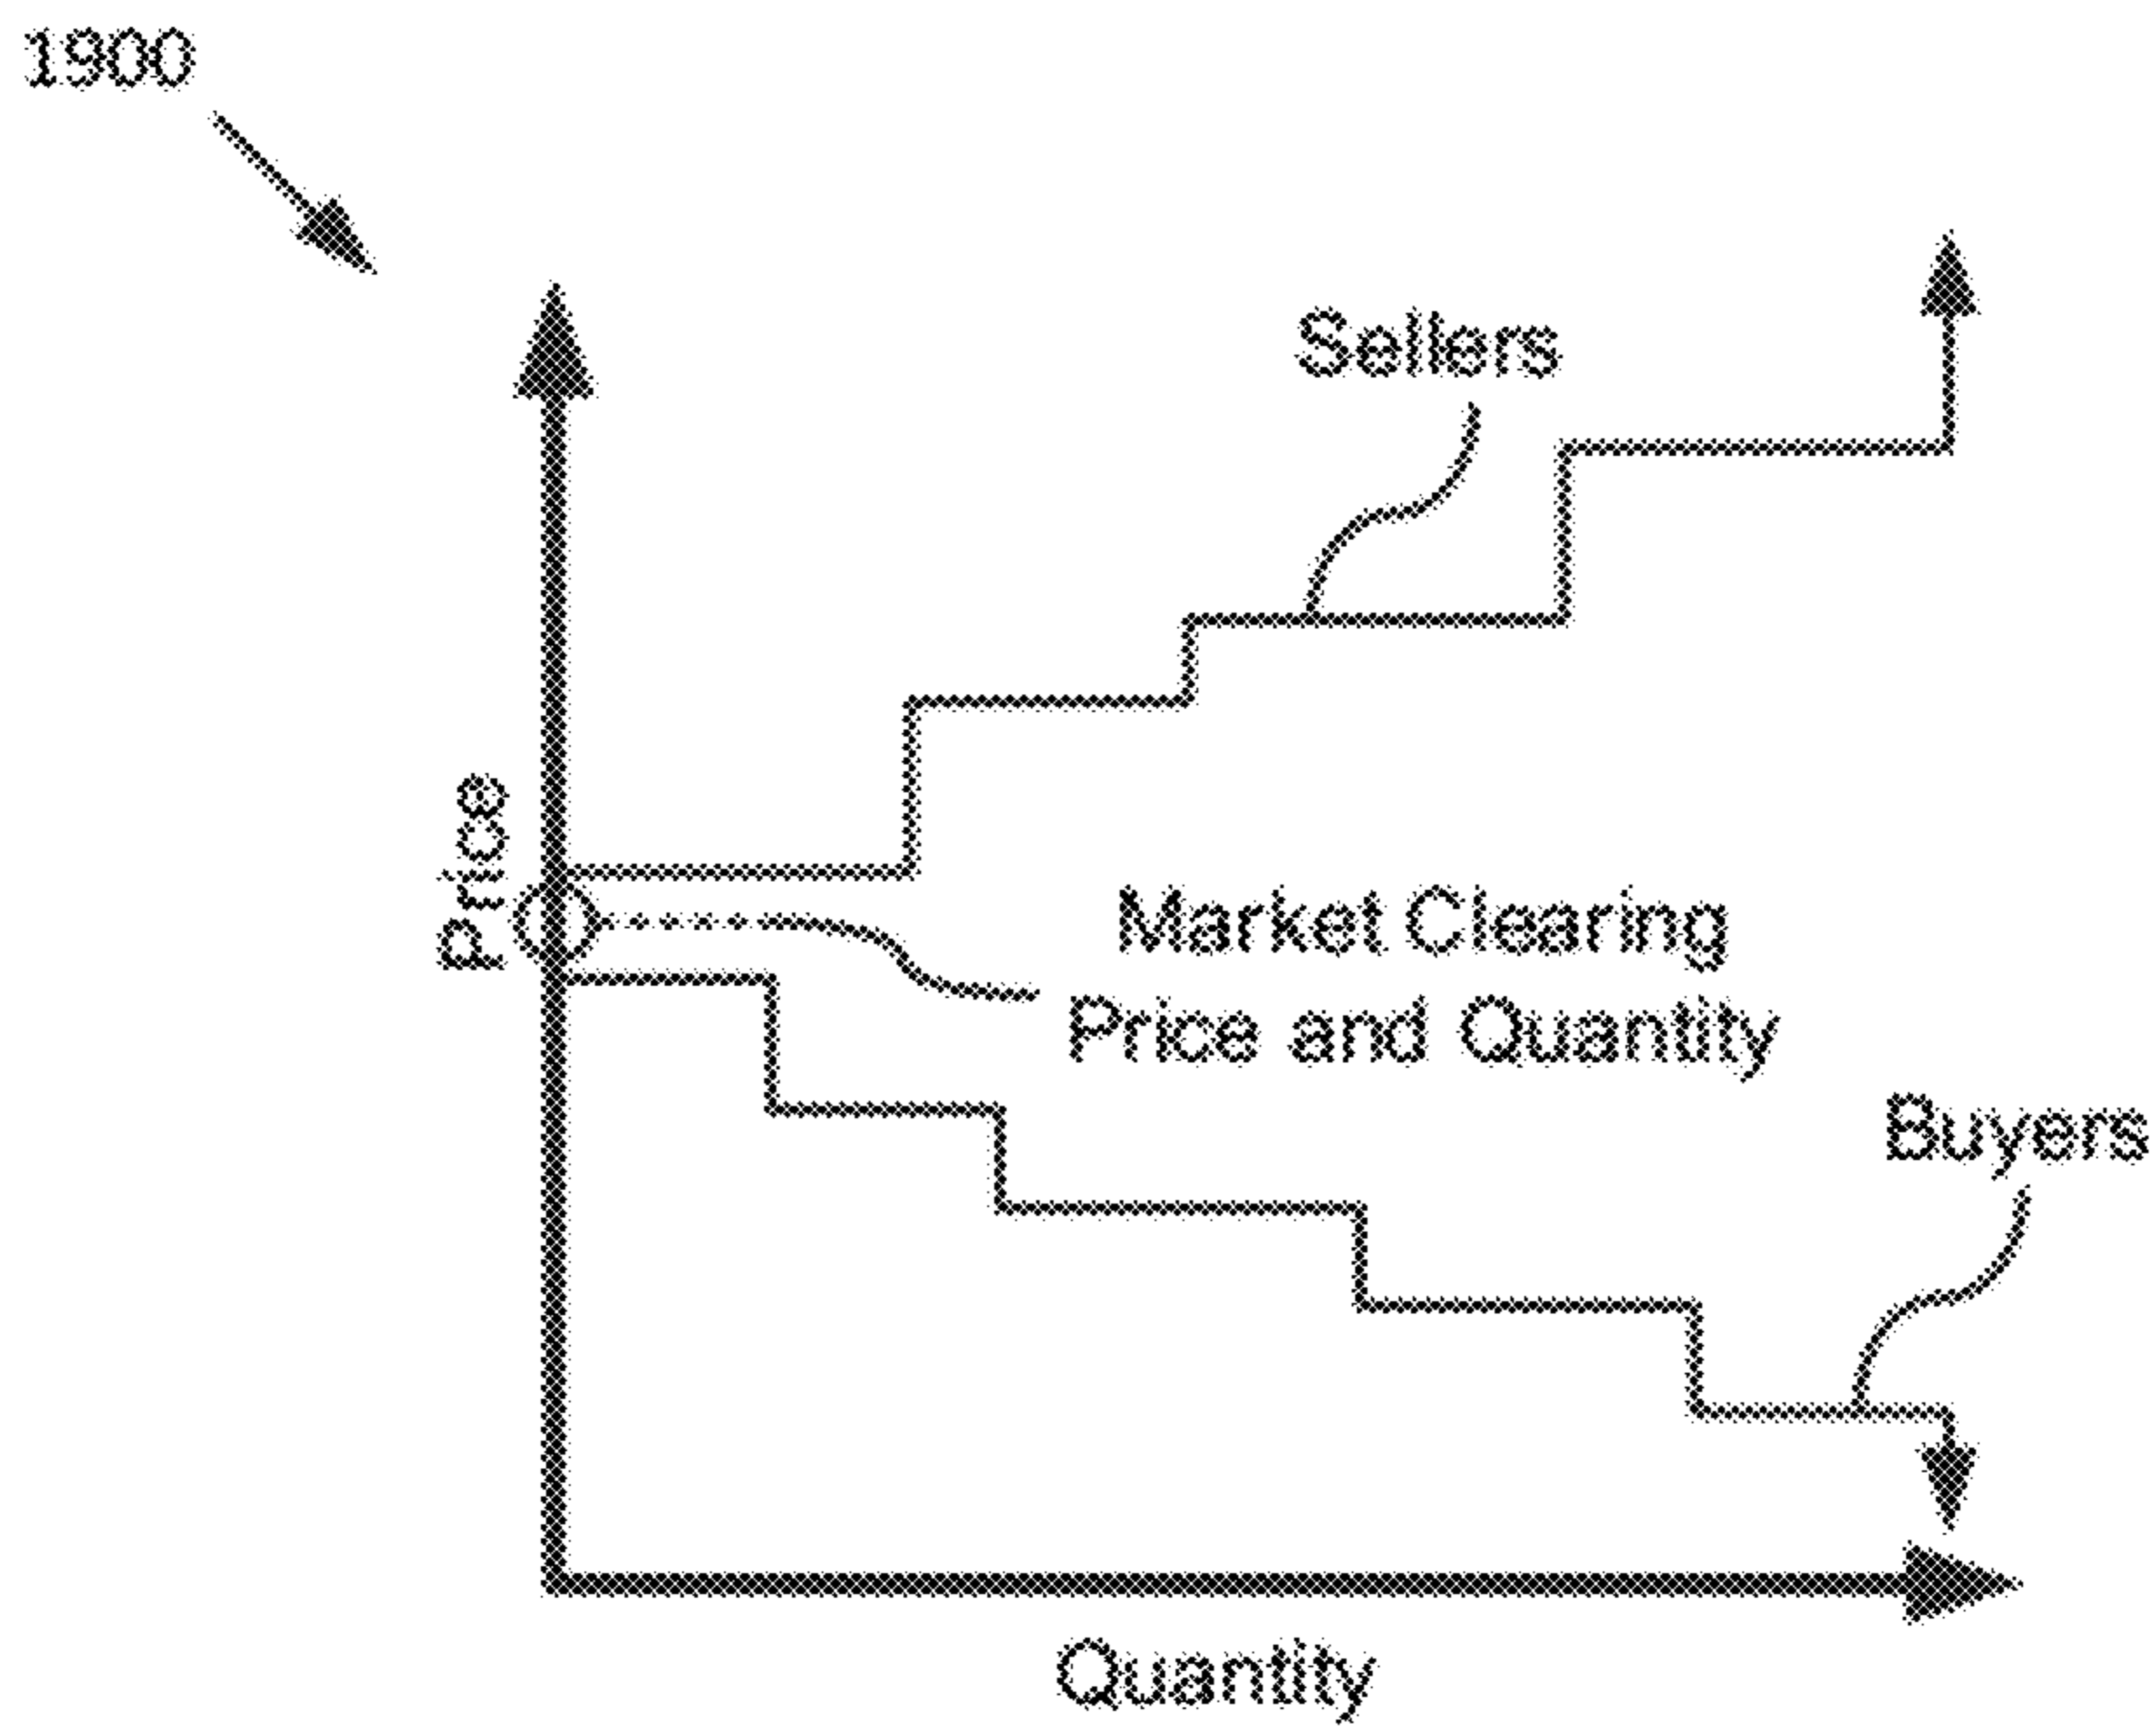 1900
Sellers
Price
Market Clearing
Price and Quantity
Buyers
Quantity